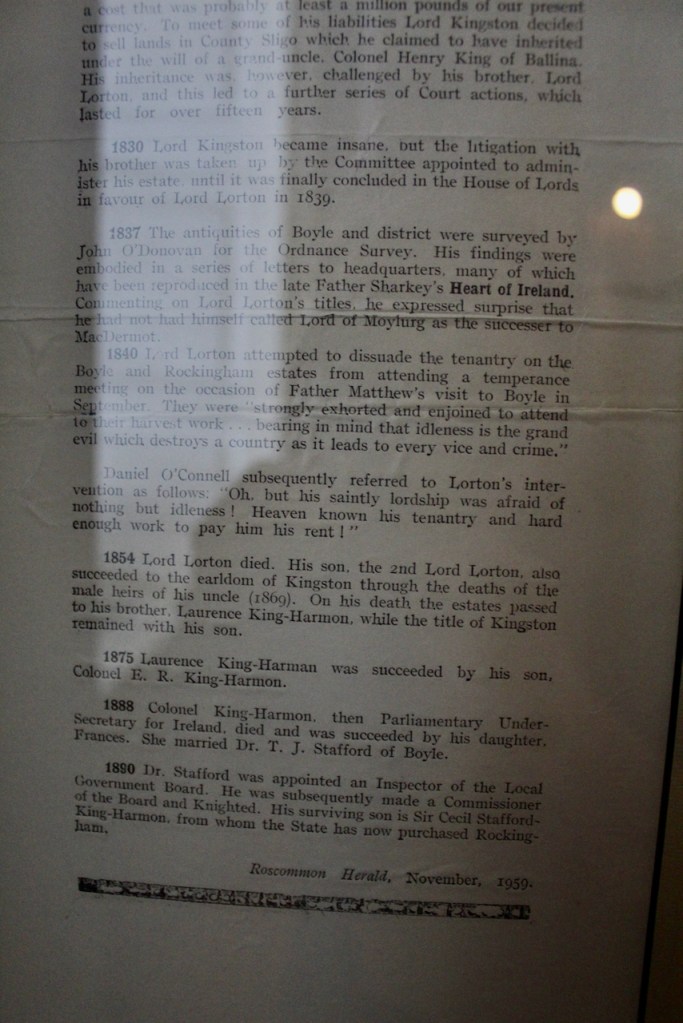 a cost that was probably at least a million pounds of our present
currency. To meet some of his liabilities Lord Kingston decided
to sell lands in County Sligo which he claimed to have inherited
under the will of a grand-uncle, Colonel Henry King of Ballina.
His inheritance was, however, challenged by his brother, Lord
Lorton, and this led to a further series of Court actions, which
lasted for over fifteen years.
1830 Lord Kingston became insane, but the litigation with
his brother was taken up by the Committee appointed to admin-
ister his estate, until it was finally concluded in the House of Lords
in favour of Lord Lorton in 1839.
1837 The antiquities of Boyle and district were surveyed by
John O'Donovan for the Ordnance Survey. His findings were
embodied in a series of letters to headquarters, many of which
have been reproduced in the late Father Sharkey's Heart of Ireland.
Commenting on Lord Lorton's titles, he expressed surprise that
he had not had himself called Lord of Moylurg as the successer to
MacDermot.
1840 Lord Lorton attempted to dissuade the tenantry on the
Boyle and Rockingham estates from attending a temperance
meeting on the occasion of Father Matthew's visit to Boyle in
September. They were "strongly exhorted and enjoined to attend
to their harvest work . . . bearing in mind that idleness is the grand
evil which destroys a country as it leads to every vice and crime."
Daniel O'Connell subsequently referred to Lorton's inter-
vention as follows: "Oh, but his saintly lordship was afraid of
nothing but idleness! Heaven known his tenantry and hard
enough work to pay him his rent!"
1854 Lord Lorton died. His son, the 2nd Lord Lorton, also
succeeded to the earldom of Kingston through the deaths of the
male heirs of his uncle (1869). On his death the estates passed
to his brother, Laurence King-Harmon, while the title of Kingston
remained with his son.
1875 Laurence King-Harman was succeeded by his son,
Colonel E. R. King-Harmon.
1888 Colonel King-Harmon, then Parliamentary Under-
Secretary for Ireland, died and was succeeded by his daughter,
Frances. She married Dr. T. J. Stafford of Boyle.
1890 Dr. Stafford was appointed an Inspector of the Local
Government Board. He was subsequently made a Commissioner
of the Board and Knighted. His surviving son is Sir Cecil Stafford-
King-Harmon, from whom the State has now purchased Rocking-
ham.
Roscommon Herald, November, 1959.